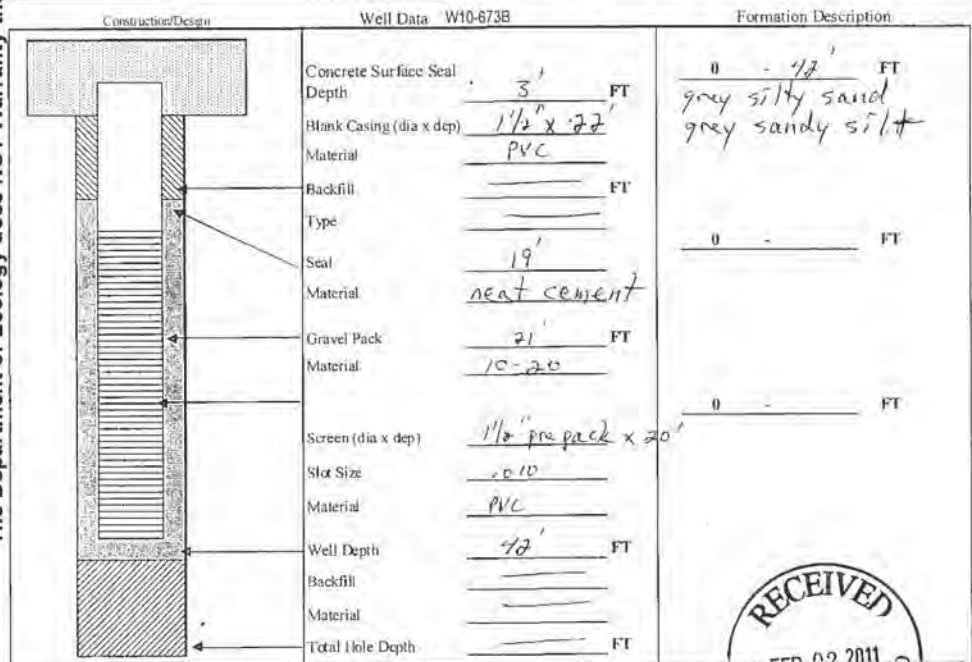 Construction/Design
Well Data W10-673B
Formation Description
Concrete Surface Seal
Depth 3' FT
Blank Casing (dia x dep) 1 1/2" x 22'
Material PVC
Backfill FT
Type
Seal 19'
Material neat cement
Gravel Pack 21' FT
Material 10-20
Screen (dia x dep) 1 1/2" pre pack x 20'
Slot Size .010
Material PVC
Well Depth 42' FT
Backfill
Material
Total Hole Depth FT
0 - 42' FT
grey silty sand
grey sandy silt
0 - FT
0 - FT
RECEIVED
FEB 02 2011